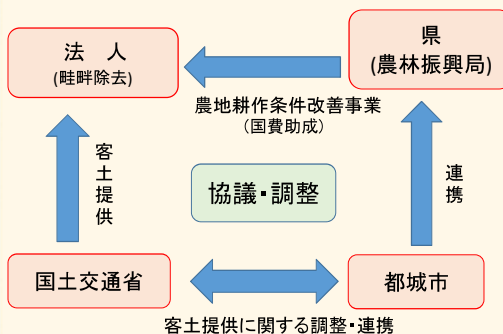 法 人
(畦畔除去)
県
(農林振興局)
農地耕作条件改善事業
(国費助成)
客土提供
協議・調整
連携
国土交通省
都城市
客土提供に関する調整・連携